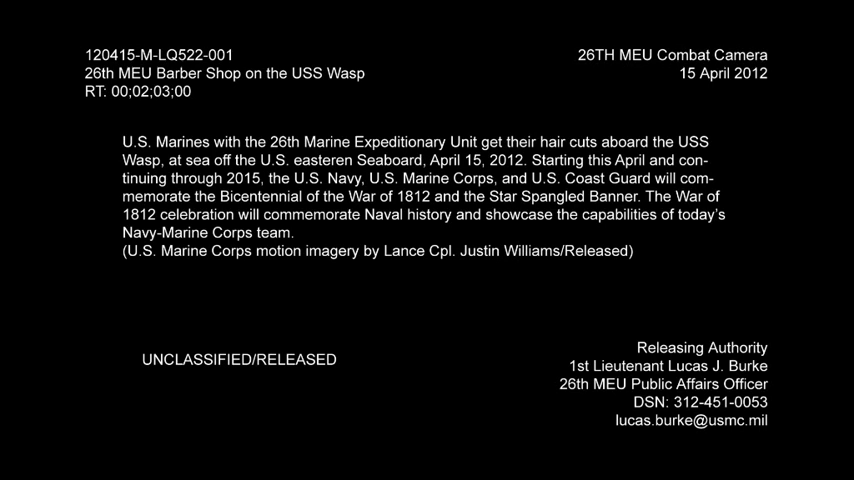 120415-M-LQ522-001
26th MEU Barber Shop on the USS Wasp
RT: 00;02;03;00
26TH MEU Combat Camera
15 April 2012
U.S. Marines with the 26th Marine Expeditionary Unit get their hair cuts aboard the USS
Wasp, at sea off the U.S. easteren Seaboard, April 15, 2012. Starting this April and con-
tinuing through 2015, the U.S. Navy, U.S. Marine Corps, and U.S. Coast Guard will com-
memorate the Bicentennial of the War of 1812 and the Star Spangled Banner. The War of
1812 celebration will commemorate Naval history and showcase the capabilities of today's
Navy-Marine Corps team.
(U.S. Marine Corps motion imagery by Lance Cpl. Justin Williams/Released)
UNCLASSIFIED/RELEASED
Releasing Authority
1st Lieutenant Lucas J. Burke
26th MEU Public Affairs Officer
DSN: 312-451-0053
lucas.burke@usmc.mil